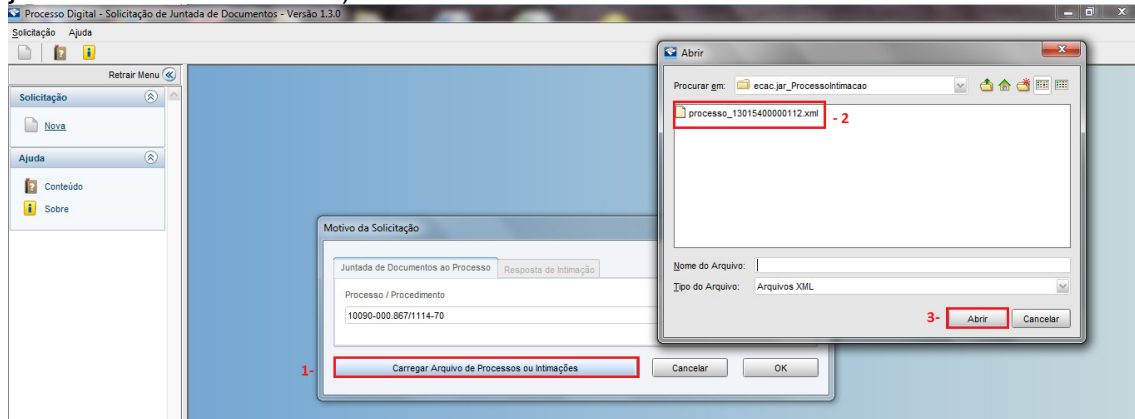 Processo Digital - Solicitação de Juntada de Documentos - Versão 1.3.0
Solicitação Ajuda
Retrair Menu
Solicitação
Nova
Ajuda
Conteúdo
Sobre
Motivo da Solicitação
Juntada de Documentos ao Processo Resposta de Intimação
Processo / Procedimento
10090-000.867/1114-70
1- Carregar Arquivo de Processos ou Intimações Cancelar OK
Abrir
Procurar em: ecac.jar_ProcessoIntimacao
processo_13015400000112.xml - 2
Nome do Arquivo:
Tipo do Arquivo: Arquivos XML
3- Abrir Cancelar